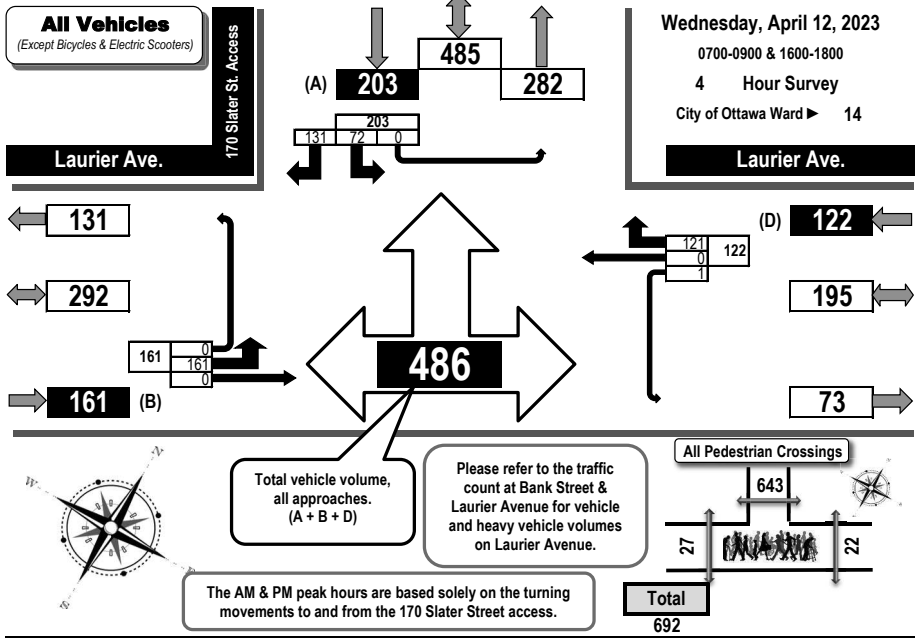 All Vehicles
(Except Bicycles & Electric Scooters)
170 Slater St. Access
Laurier Ave.
(A)
203
485
282
Wednesday, April 12, 2023
0700-0900 & 1600-1800
4 Hour Survey
City of Ottawa Ward ► 14
Laurier Ave.
203
131 72 0
131
292
161
(B)
161
0
161
0
486
121
0
1
122
(D)
122
195
73
Total vehicle volume,
all approaches.
(A + B + D)
Please refer to the traffic
count at Bank Street &
Laurier Avenue for vehicle
and heavy vehicle volumes
on Laurier Avenue.
The AM & PM peak hours are based solely on the turning
movements to and from the 170 Slater Street access.
N
W
E
S
All Pedestrian Crossings
643
27
22
Total
692